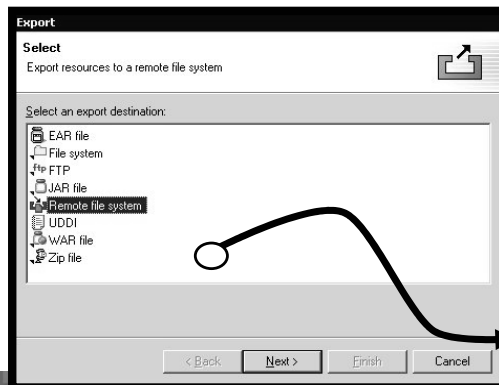 Export
Select
Export resources to a remote file system
Select an export destination:
EAR file
File system
FTP
JAR file
Remote file system
UDDI
WAR file
Zip file
< Back Next > Finish Cancel